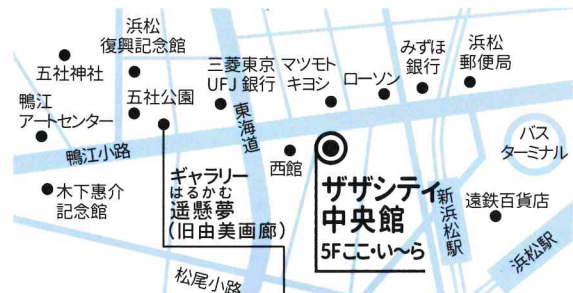 浜松
復興記念館
五社神社
三菱東京
UFJ銀行
マツモト
キヨシ
ローソン
みずほ
銀行
浜松
郵便局
鴨江
アートセンター
五社公園
東海道
鴨江小路
西館
バス
ターミナル
木下惠介
記念館
ギャラリー
はるかむ
遥懸夢
(旧由美画廊)
ザザシティ
中央館
5Fここ・い〜ら
新浜松駅
遠鉄百貨店
浜松駅
松尾小路